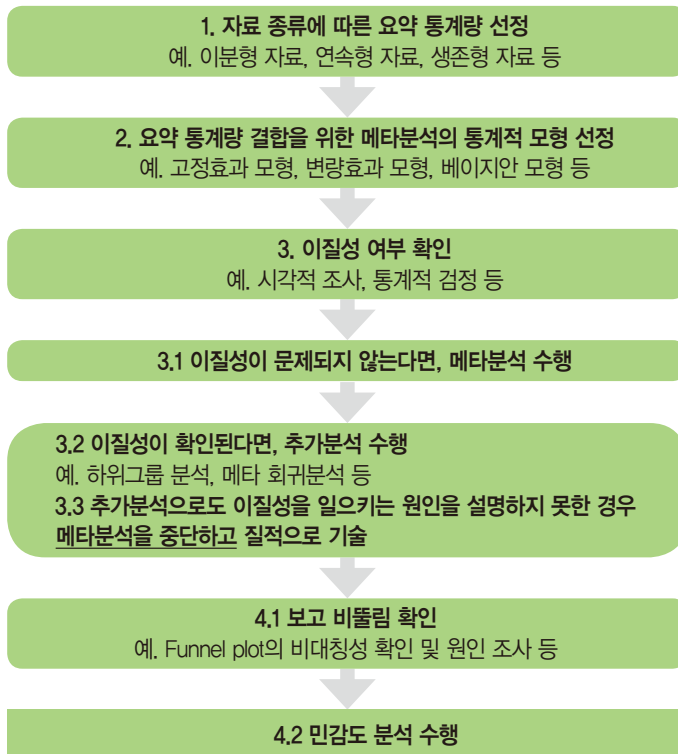 1. 자료 종류에 따른 요약 통계량 선정
예. 이분형 자료, 연속형 자료, 생존형 자료 등
2. 요약 통계량 결합을 위한 메타분석의 통계적 모형 선정
예. 고정효과 모형, 변량효과 모형, 베이지안 모형 등
3. 이질성 여부 확인
예. 시각적 조사, 통계적 검정 등
3.1 이질성이 문제되지 않는다면, 메타분석 수행
3.2 이질성이 확인된다면, 추가분석 수행
예. 하위그룹 분석, 메타 회귀분석 등
3.3 추가분석으로도 이질성을 일으키는 원인을 설명하지 못한 경우
메타분석을 중단하고 질적으로 기술
4.1 보고 비뚤림 확인
예. Funnel plot의 비대칭성 확인 및 원인 조사 등
4.2 민감도 분석 수행